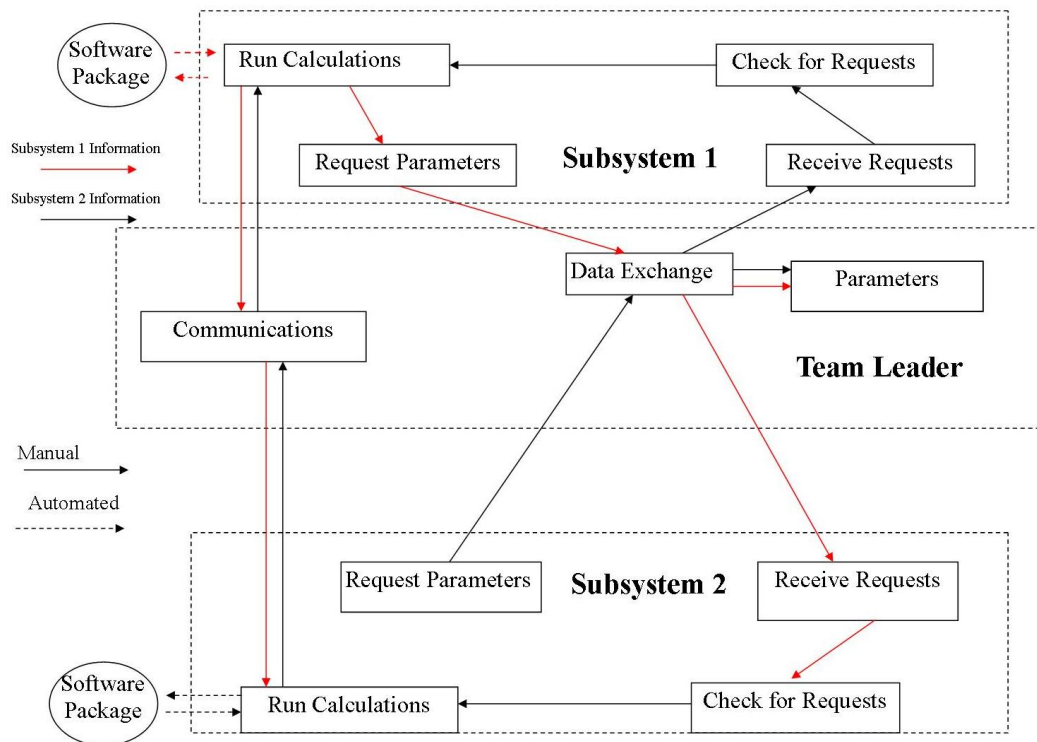 Software
Package
Run Calculations
Check for Requests
Subsystem 1 Information
Request Parameters
Subsystem 1
Receive Requests
Subsystem 2 Information
Data Exchange
Parameters
Communications
Team Leader
Manual
Automated
Request Parameters
Subsystem 2
Receive Requests
Software
Package
Run Calculations
Check for Requests